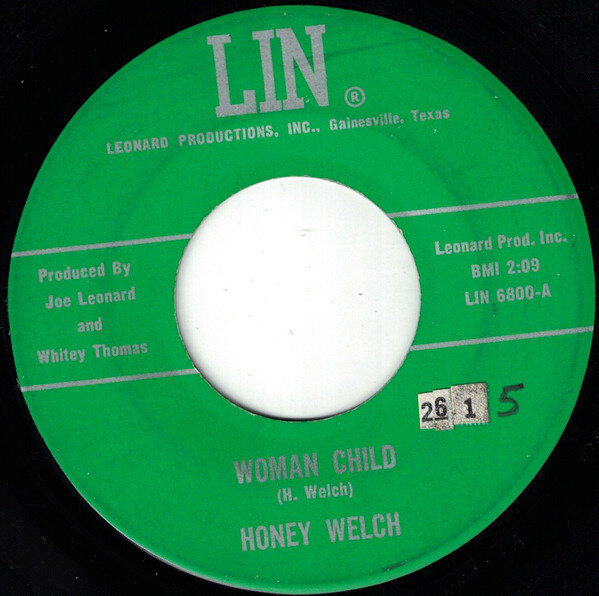 LIN ®
LEONARD PRODUCTIONS, INC., Gainesville, Texas
Produced By
Joe Leonard
and
Whitey Thomas
Leonard Prod. Inc.
BMI 2:09
LIN 6800-A
26 1 5
WOMAN CHILD
(H. Welch)
HONEY WELCH